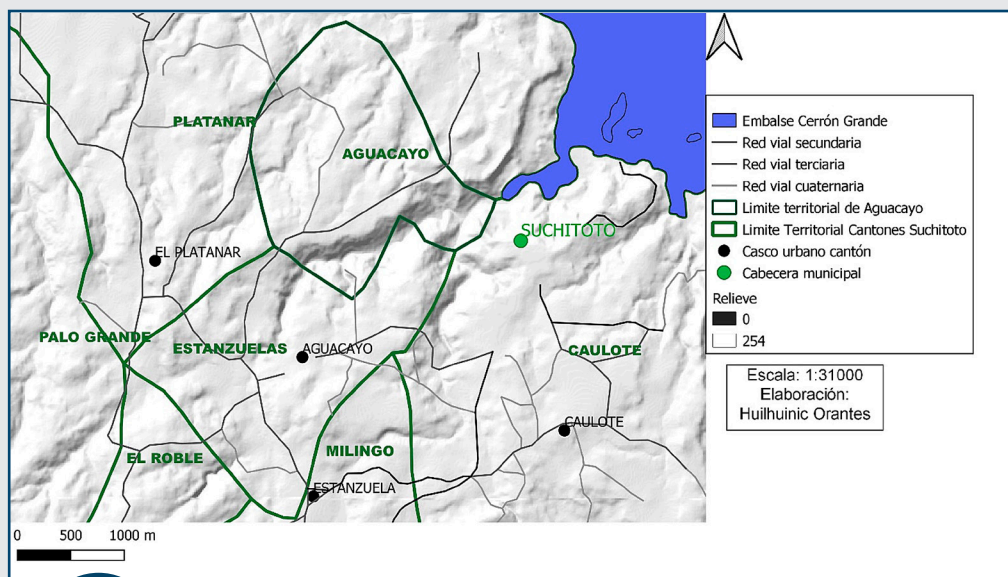 PLATANAR
AGUACAYO
SUCHITOTO
EL PLATANAR
PALO GRANDE
ESTANZUELAS
AGUACAYO
CAULOTE
CAULOTE
MILINGO
EL ROBLE
ESTANZUELA
Embalse Cerrón Grande
Red vial secundaria
Red vial terciaria
Red vial cuaternaria
Limite territorial de Aguacayo
Limite Territorial Cantones Suchitoto
Casco urbano cantón
Cabecera municipal
Relieve
0
254
Escala: 1:31000
Elaboración:
Huilhuinic Orantes
0 500 1000 m